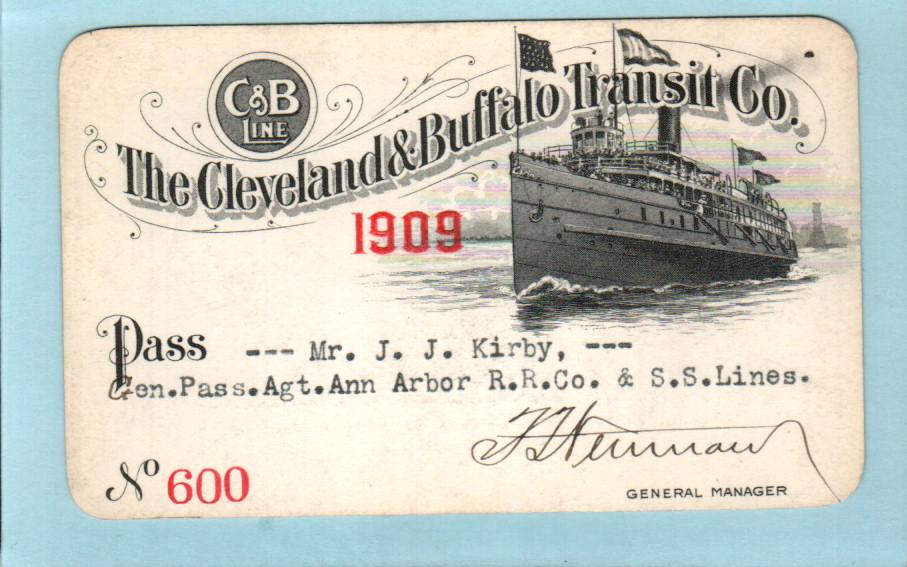 C&B
LINE
The Cleveland & Buffalo Transit Co.
1909
Pass --- Mr. J. J. Kirby, ---
Gen.Pass.Agt.Ann Arbor R.R.Co. & S.S.Lines.
No 600
GENERAL MANAGER